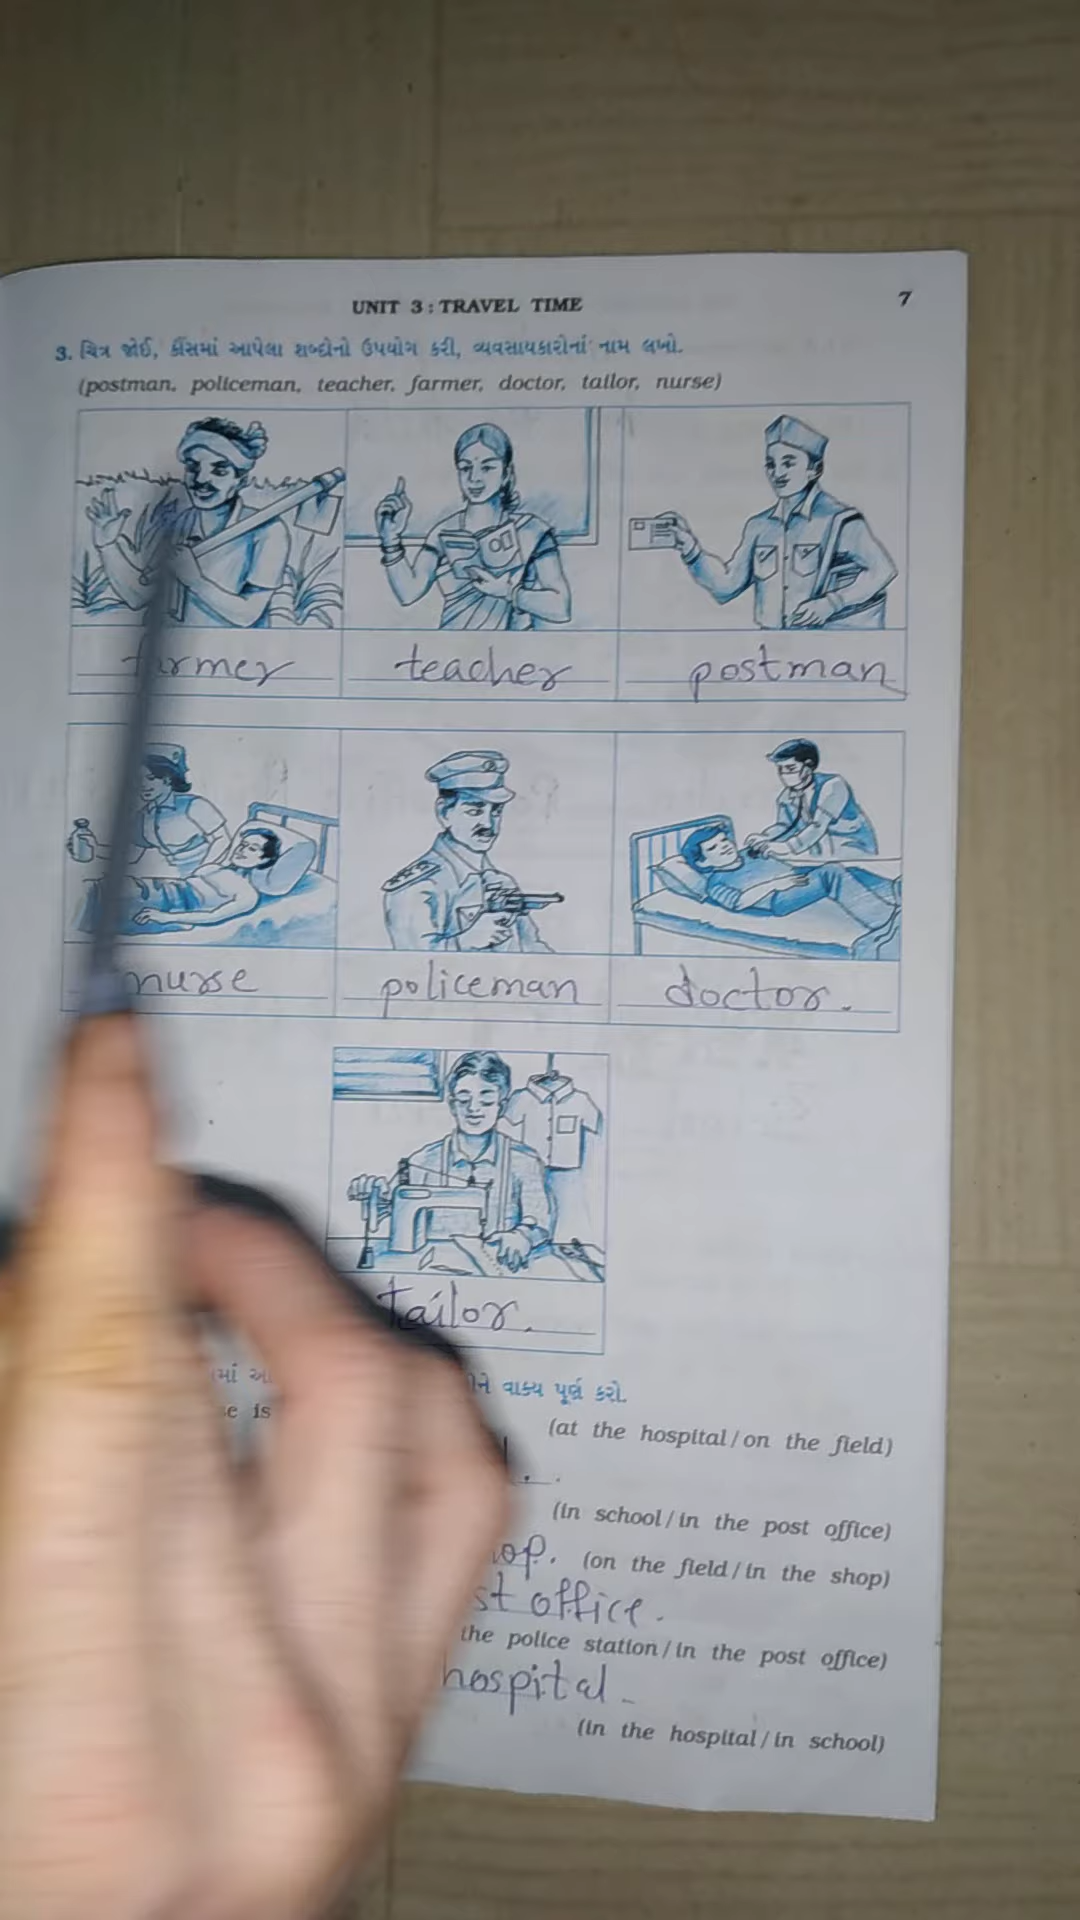 UNIT 3 : TRAVEL TIME
7
3. ચિત્ર જોઈ, કૌંસમાં આપેલા શબ્દોનો ઉપયોગ કરી, વ્યવસાયકારોનાં નામ લખો.
(postman, policeman, teacher, farmer, doctor, tailor, nurse)
teacher postman
nurse policeman doctor.
tailor.
વાક્ય પૂર્ણ કરો.
is
(at the hospital/on the field)
(in school/in the post office)
(on the field/in the shop)
office.
the police station/in the post office)
hospital
(in the hospital/in school)